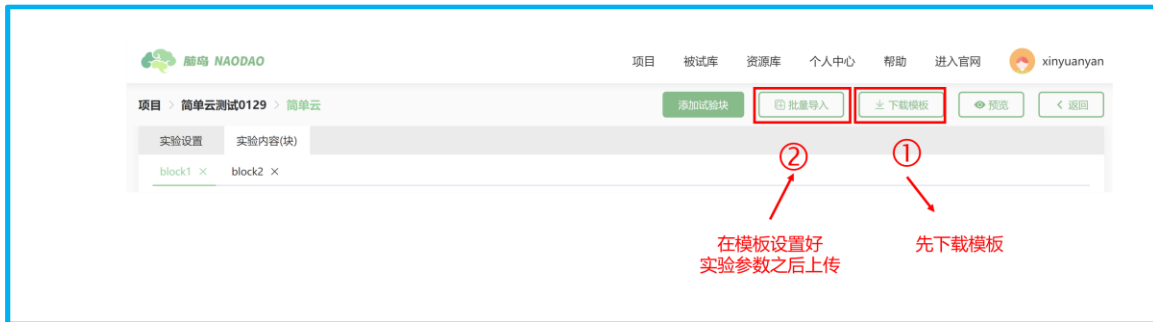 脑岛 NAODAO
项目 被试库 资源库 个人中心 帮助 进入官网 xinyuanyan
项目 > 简单云测试0129 > 简单云
添加试验块 批量导入 下载模板 预览 < 返回
实验设置 实验内容(块)
block1 × block2 ×
② ①
在模板设置好
实验参数之后上传
先下载模板